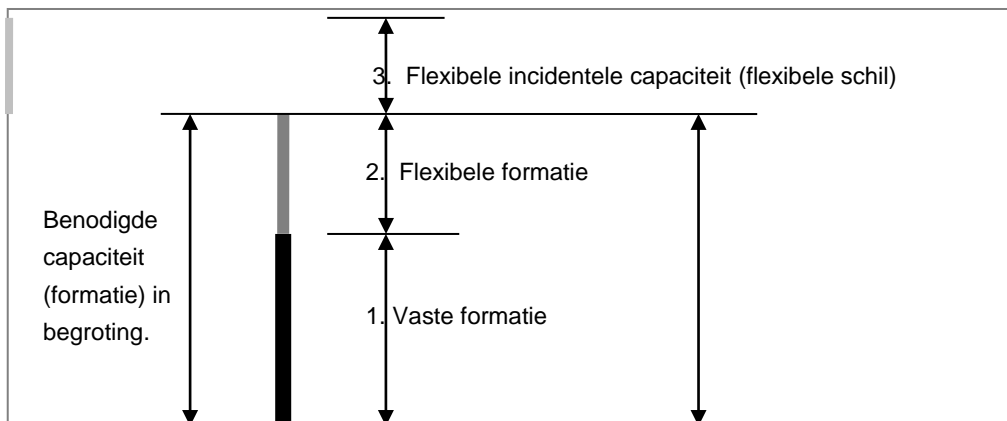 3. Flexibele incidentele capaciteit (flexibele schil)
2. Flexibele formatie
Benodigde
capaciteit
(formatie) in
begroting.
1. Vaste formatie